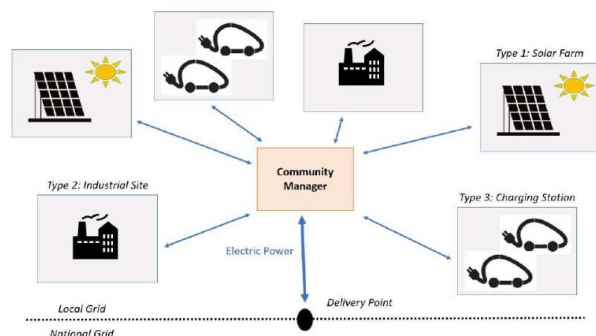 Type 1: Solar Farm
Community
Manager
Type 2: Industrial Site
Type 3: Charging Station
Electric Power
Delivery Point
Local Grid
National Grid